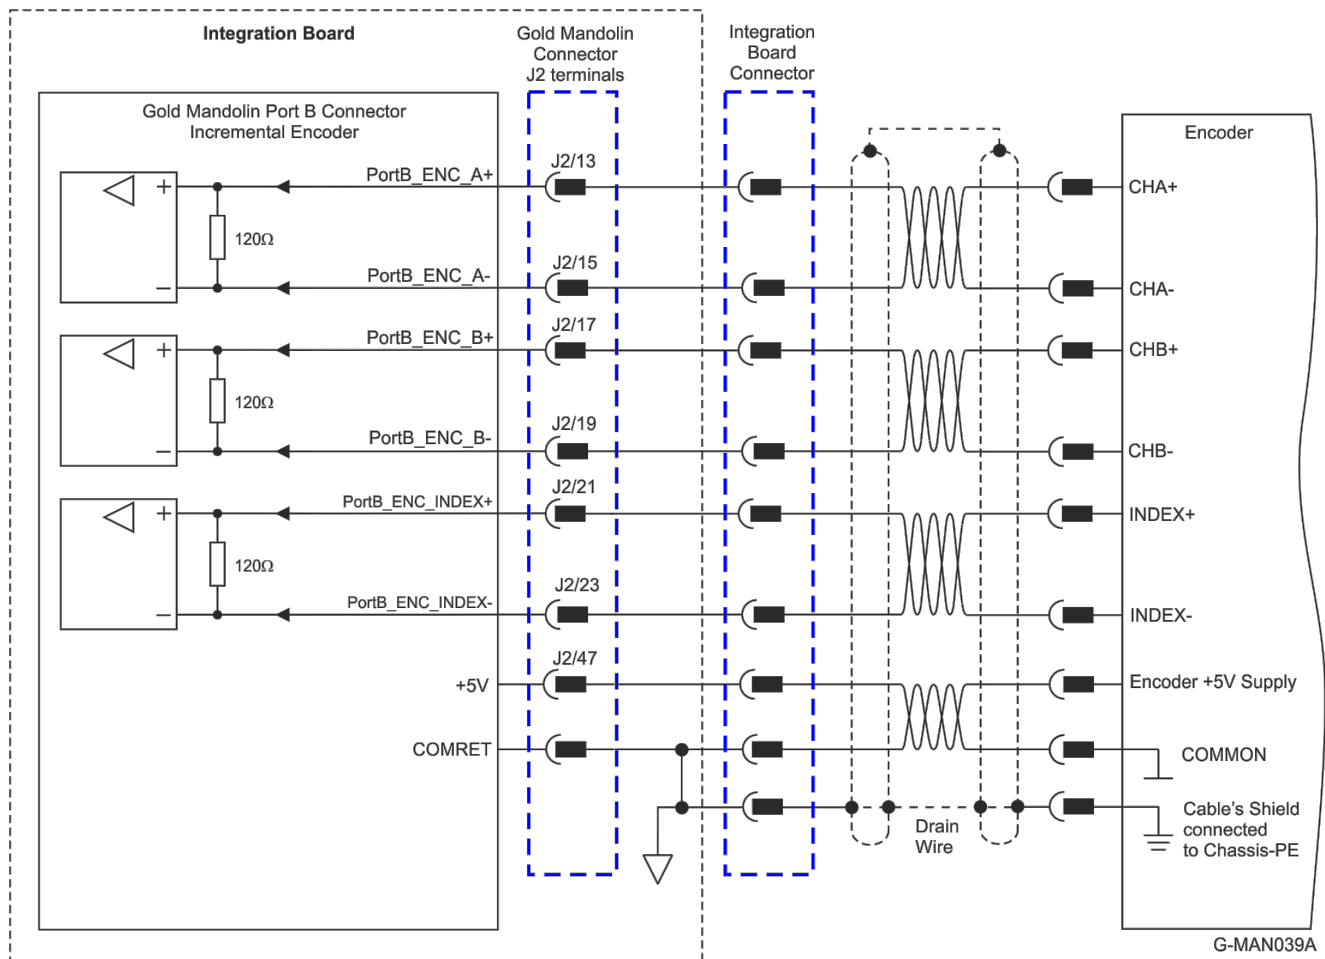 Integration Board
Gold Mandolin
Connector
J2 terminals
Integration
Board
Connector
Gold Mandolin Port B Connector
Incremental Encoder
Encoder
+
PortB_ENC_A+
J2/13
CHA+
120Ω
−
PortB_ENC_A-
J2/15
CHA-
+
PortB_ENC_B+
J2/17
CHB+
120Ω
−
PortB_ENC_B-
J2/19
CHB-
+
PortB_ENC_INDEX+
J2/21
INDEX+
120Ω
−
PortB_ENC_INDEX-
J2/23
INDEX-
+5V
J2/47
Encoder +5V Supply
COMRET
COMMON
Drain
Wire
Cable's Shield
connected
to Chassis-PE
G-MAN039A